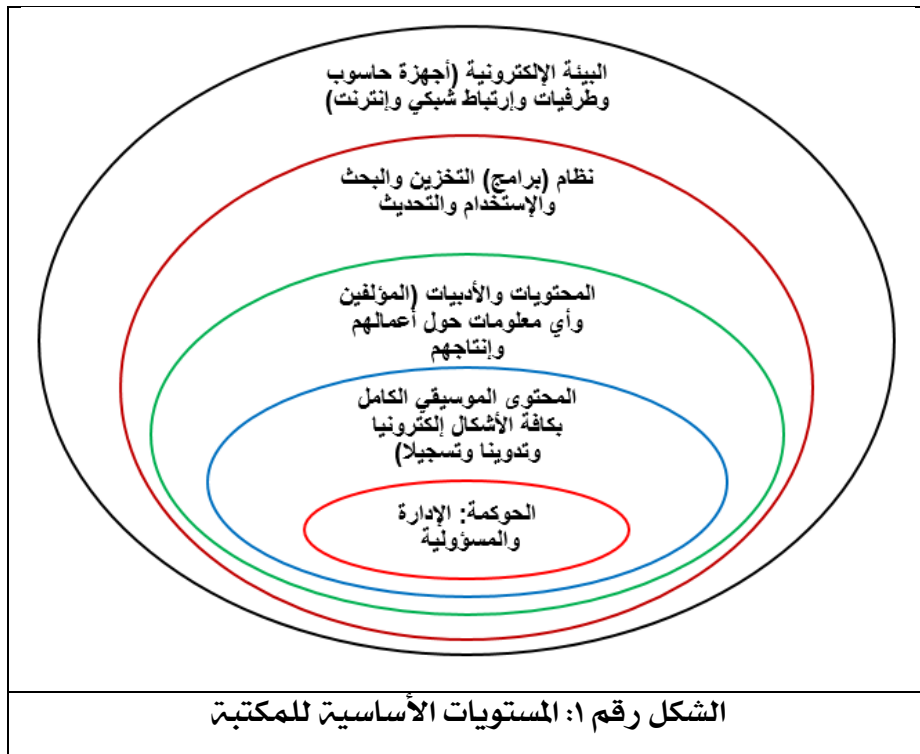 البيئة الإلكترونية (أجهزة حاسوب
وطرفيات وإرتباط شبكي وإنترنت)
نظام (برامج) التخزين والبحث
والإستخدام والتحديث
المحتويات والأدبيات (المؤلفين
وأي معلومات حول أعمالهم
وإنتاجهم
المحتوى الموسيقي الكامل
بكافة الأشكال إلكترونيا
وتدوينا وتسجيلا)
الحوكمة: الإدارة
والمسؤولية
الشكل رقم ١: المستويات الأساسية للمكتبة